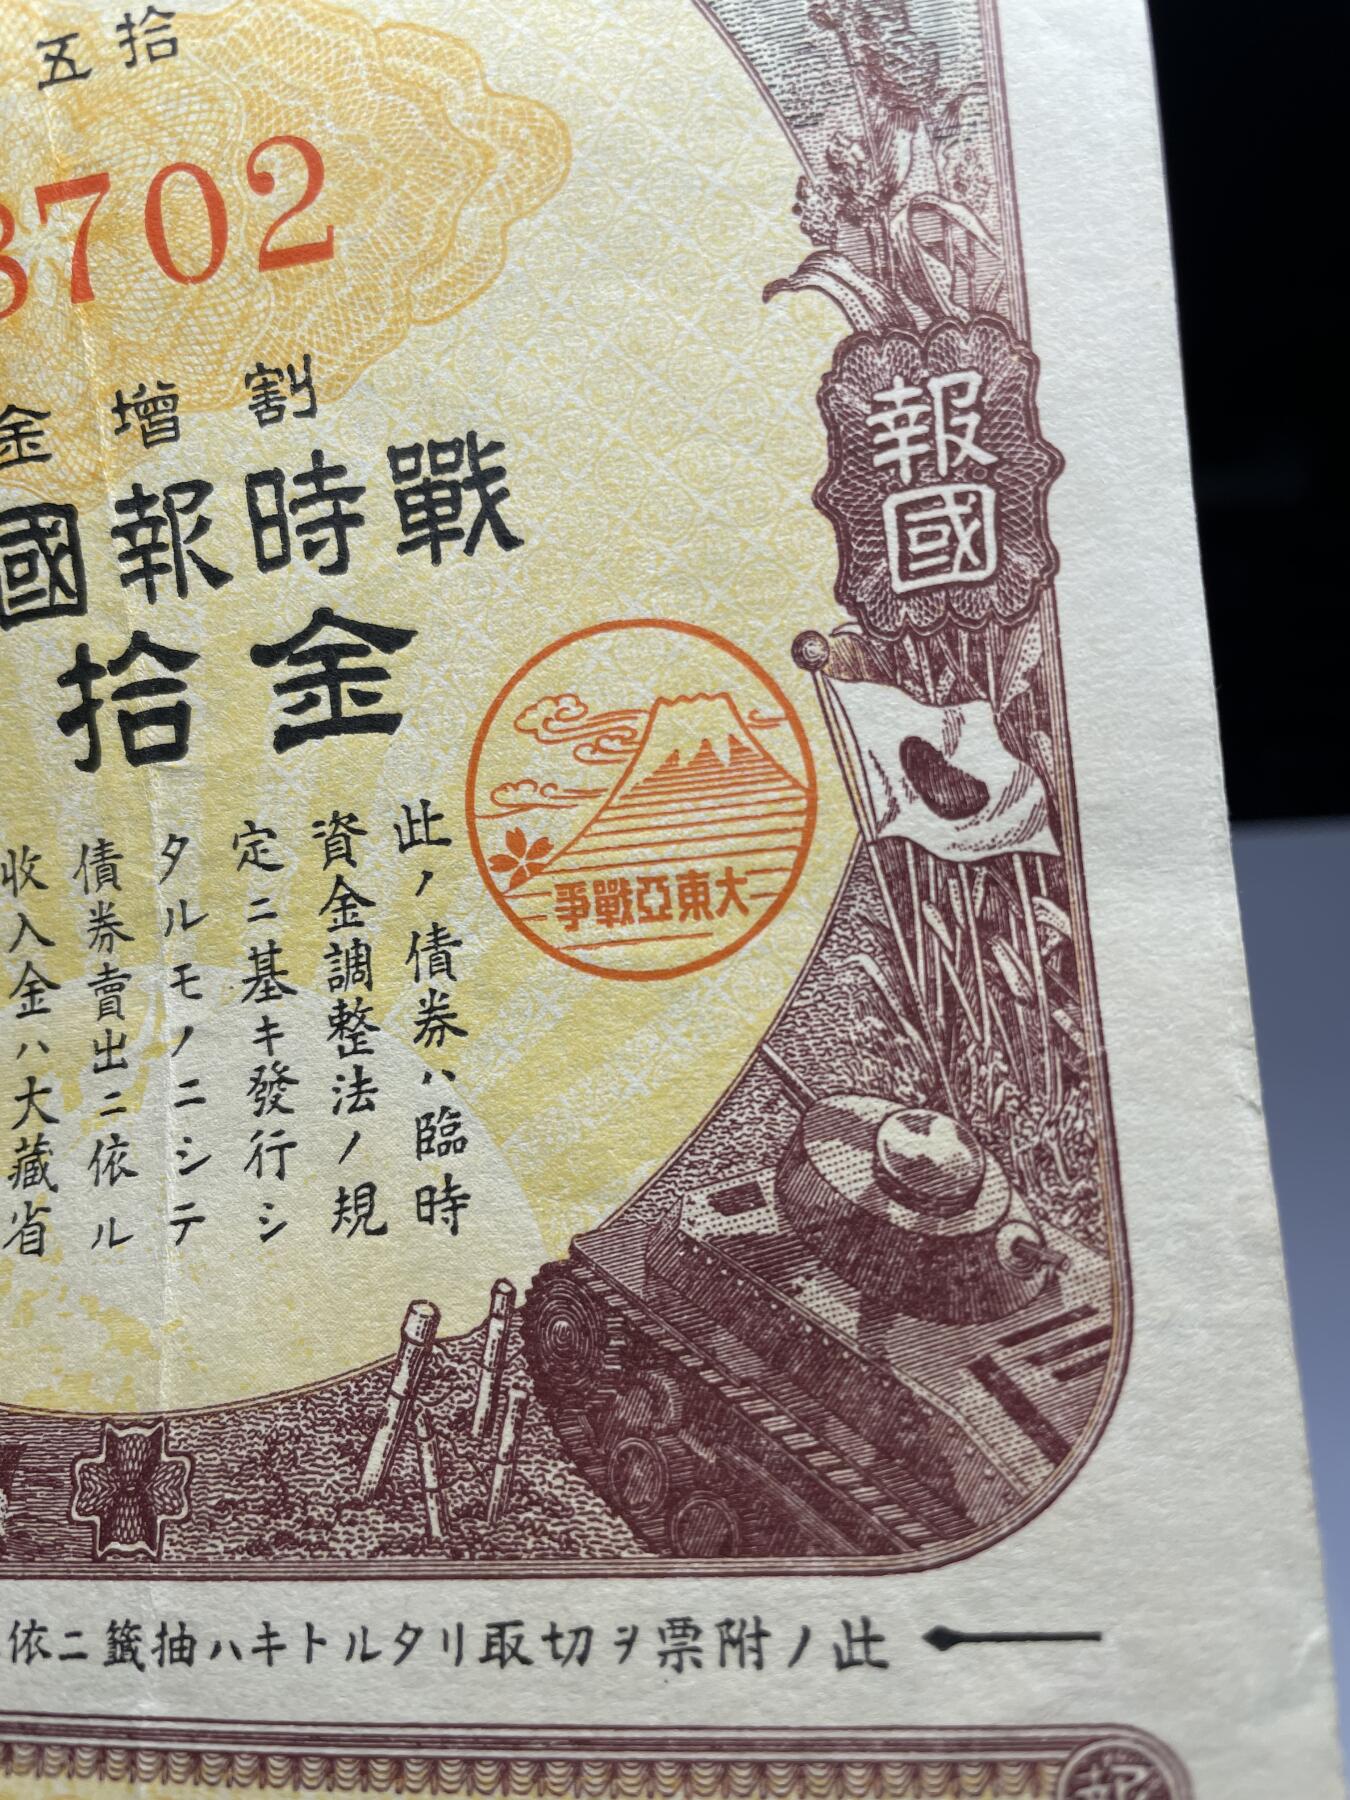 拾五
3702
割增金
戰時報國
金拾
報國
大東亞戰爭
此ノ債券ハ臨時
資金調整法ノ規
定ニ基キ發行シ
タルモノニシテ
債券賣出ニ依ル
收入金ハ大藏省
此ノ附票ヲ切取リタルトキハ抽籤ニ依